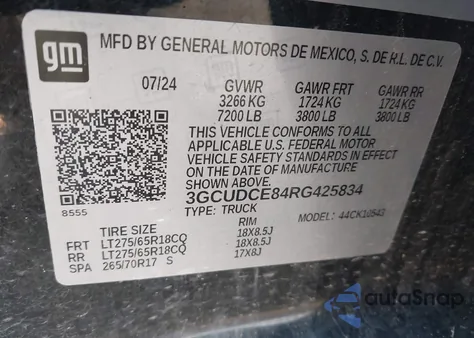 gm
MFD BY GENERAL MOTORS DE MEXICO, S. DE R.L. DE C.V.
07/24 GVWR GAWR FRT GAWR RR
3266 KG 1724 KG 1724 KG
7200 LB 3800 LB 3800 LB
THIS VEHICLE CONFORMS TO ALL
APPLICABLE U.S. FEDERAL MOTOR
VEHICLE SAFETY STANDARDS IN EFFECT ON
THE DATE OF MANUFACTURE SHOWN ABOVE.
3GCUDCE84RG425834
8555 TYPE: TRUCK MODEL: 44CK10543
TIRE SIZE RIM
FRT LT275/65R18CQ 18X8.5J
RR LT275/65R18CQ 18X8.5J
SPA 265/70R17 S 17X8J
autoSnap